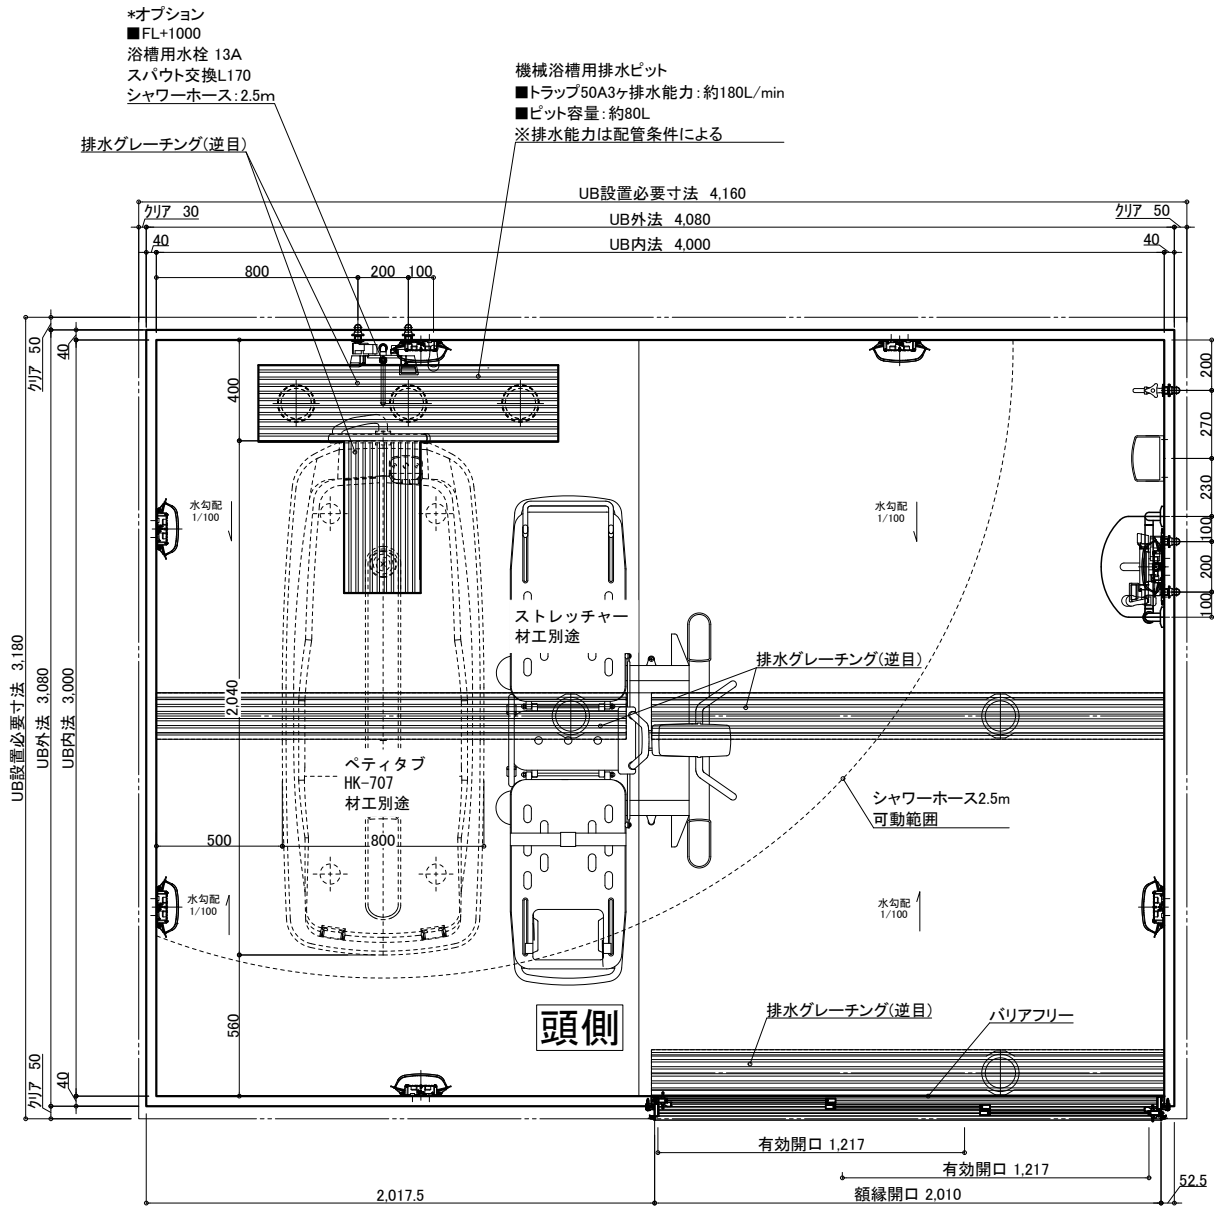 *オプション
■FL+1000
浴槽用水栓 13A
スパウト交換L170
シャワーホース:2.5m
機械浴槽用排水ピット
■トラップ50A3ヶ排水能力:約180L/min
■ピット容量:約80L
※排水能力は配管条件による
排水グレーチング(逆目)
UB設置必要寸法 4,160
クリア 30
UB外法 4,080
クリア 50
40
UB内法 4,000
40
800
200
100
クリア 50
40
400
200
270
230
100
200
100
水勾配
1/100
水勾配
1/100
ストレッチャー
材工別途
排水グレーチング(逆目)
UB設置必要寸法 3,180
UB外法 3,080
UB内法 3,000
2,040
ペティタブ
HK-707
材工別途
シャワーホース2.5m
可動範囲
500
800
水勾配
1/100
水勾配
1/100
560
頭側
排水グレーチング(逆目)
バリアフリー
クリア 50
40
有効開口 1,217
有効開口 1,217
2,017.5
額縁開口 2,010
52.5